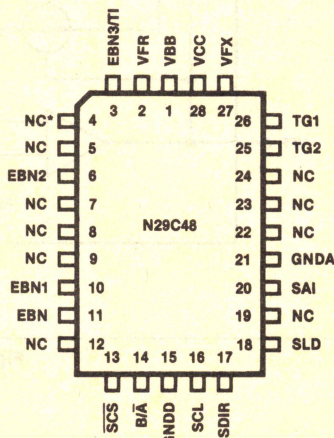 EBN3/TI VFR VBB VCC VFX
3 2 1 28 27
NC* 4 26 TG1
NC 5 25 TG2
EBN2 6 24 NC
NC 7 23 NC
NC 8 N29C48 22 NC
NC 9 21 GNDA
EBN1 10 20 SAI
EBN 11 19 NC
NC 12 18 SLD
13 14 15 16 17
S̅C̅S̅ B/A̅ GNDD SCL SDIR